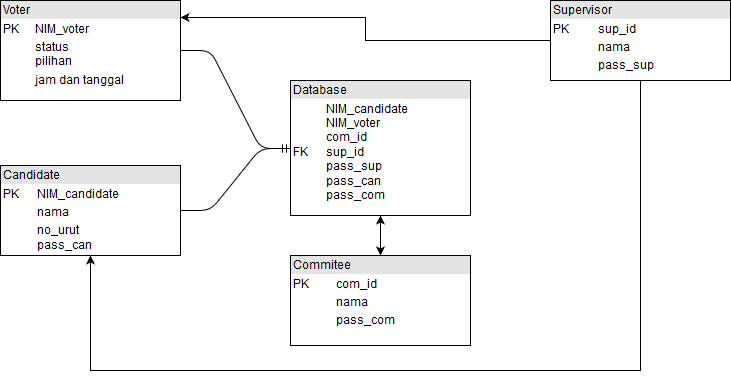 Voter
PK NIM_voter
status
pilihan
jam dan tanggal
Supervisor
PK sup_id
nama
pass_sup
Database
NIM_candidate
NIM_voter
com_id
FK sup_id
pass_sup
pass_can
pass_com
Candidate
PK NIM_candidate
nama
no_urut
pass_can
Commitee
PK com_id
nama
pass_com